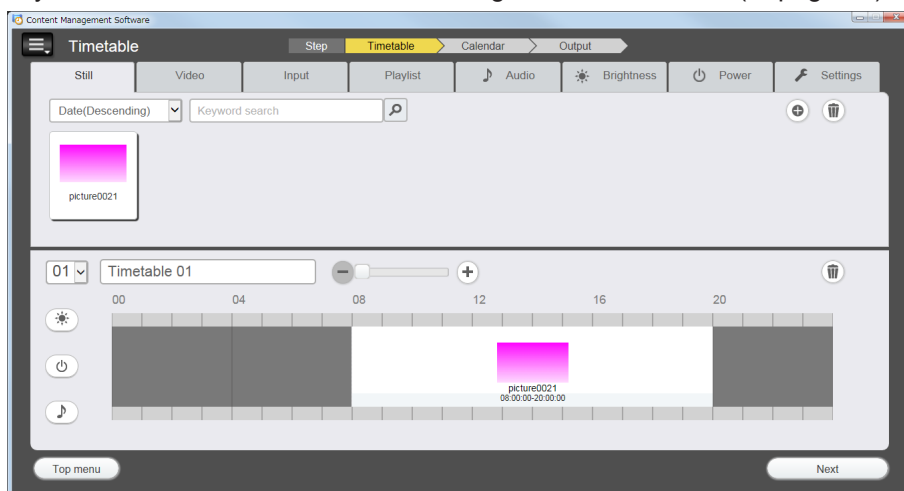 Content Management Software
Timetable
Step Timetable Calendar Output
Still Video Input Playlist Audio Brightness Power Settings
Date(Descending) Keyword search
picture0021
01 Timetable 01
00 04 08 12 16 20
picture0021
08:00:00-20:00:00
Top menu Next